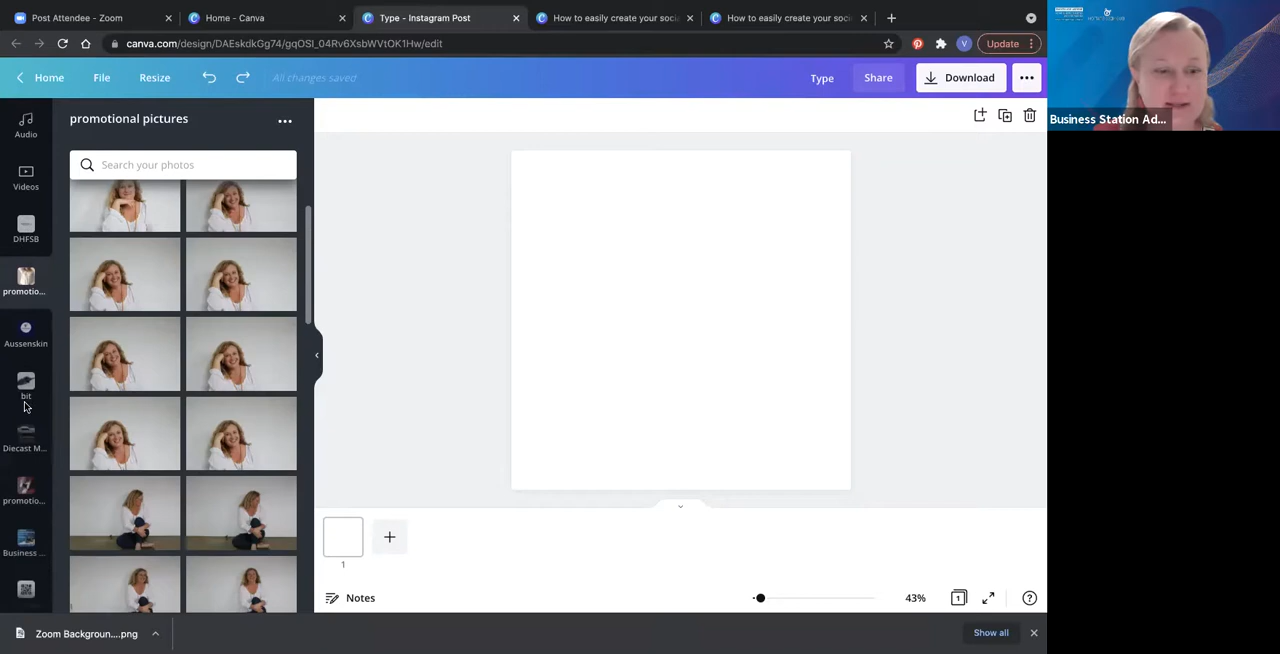 Post Attendee - Zoom
Home - Canva
Type - Instagram Post
How to easily create your soci
How to easily create your soci
canva.com/design/DAEskdkGg74/gqOSl_04Rv6XsbWVtOK1Hw/edit
V
Update
Home
File
Resize
All changes saved
Type
Share
Download
Business Station Ad...
Audio
Videos
DHFSB
promotio...
Aussenskin
bit
Diecast M...
promotio...
Business ...
promotional pictures
Search your photos
1
Notes
43%
1
Zoom Backgroun....png
Show all